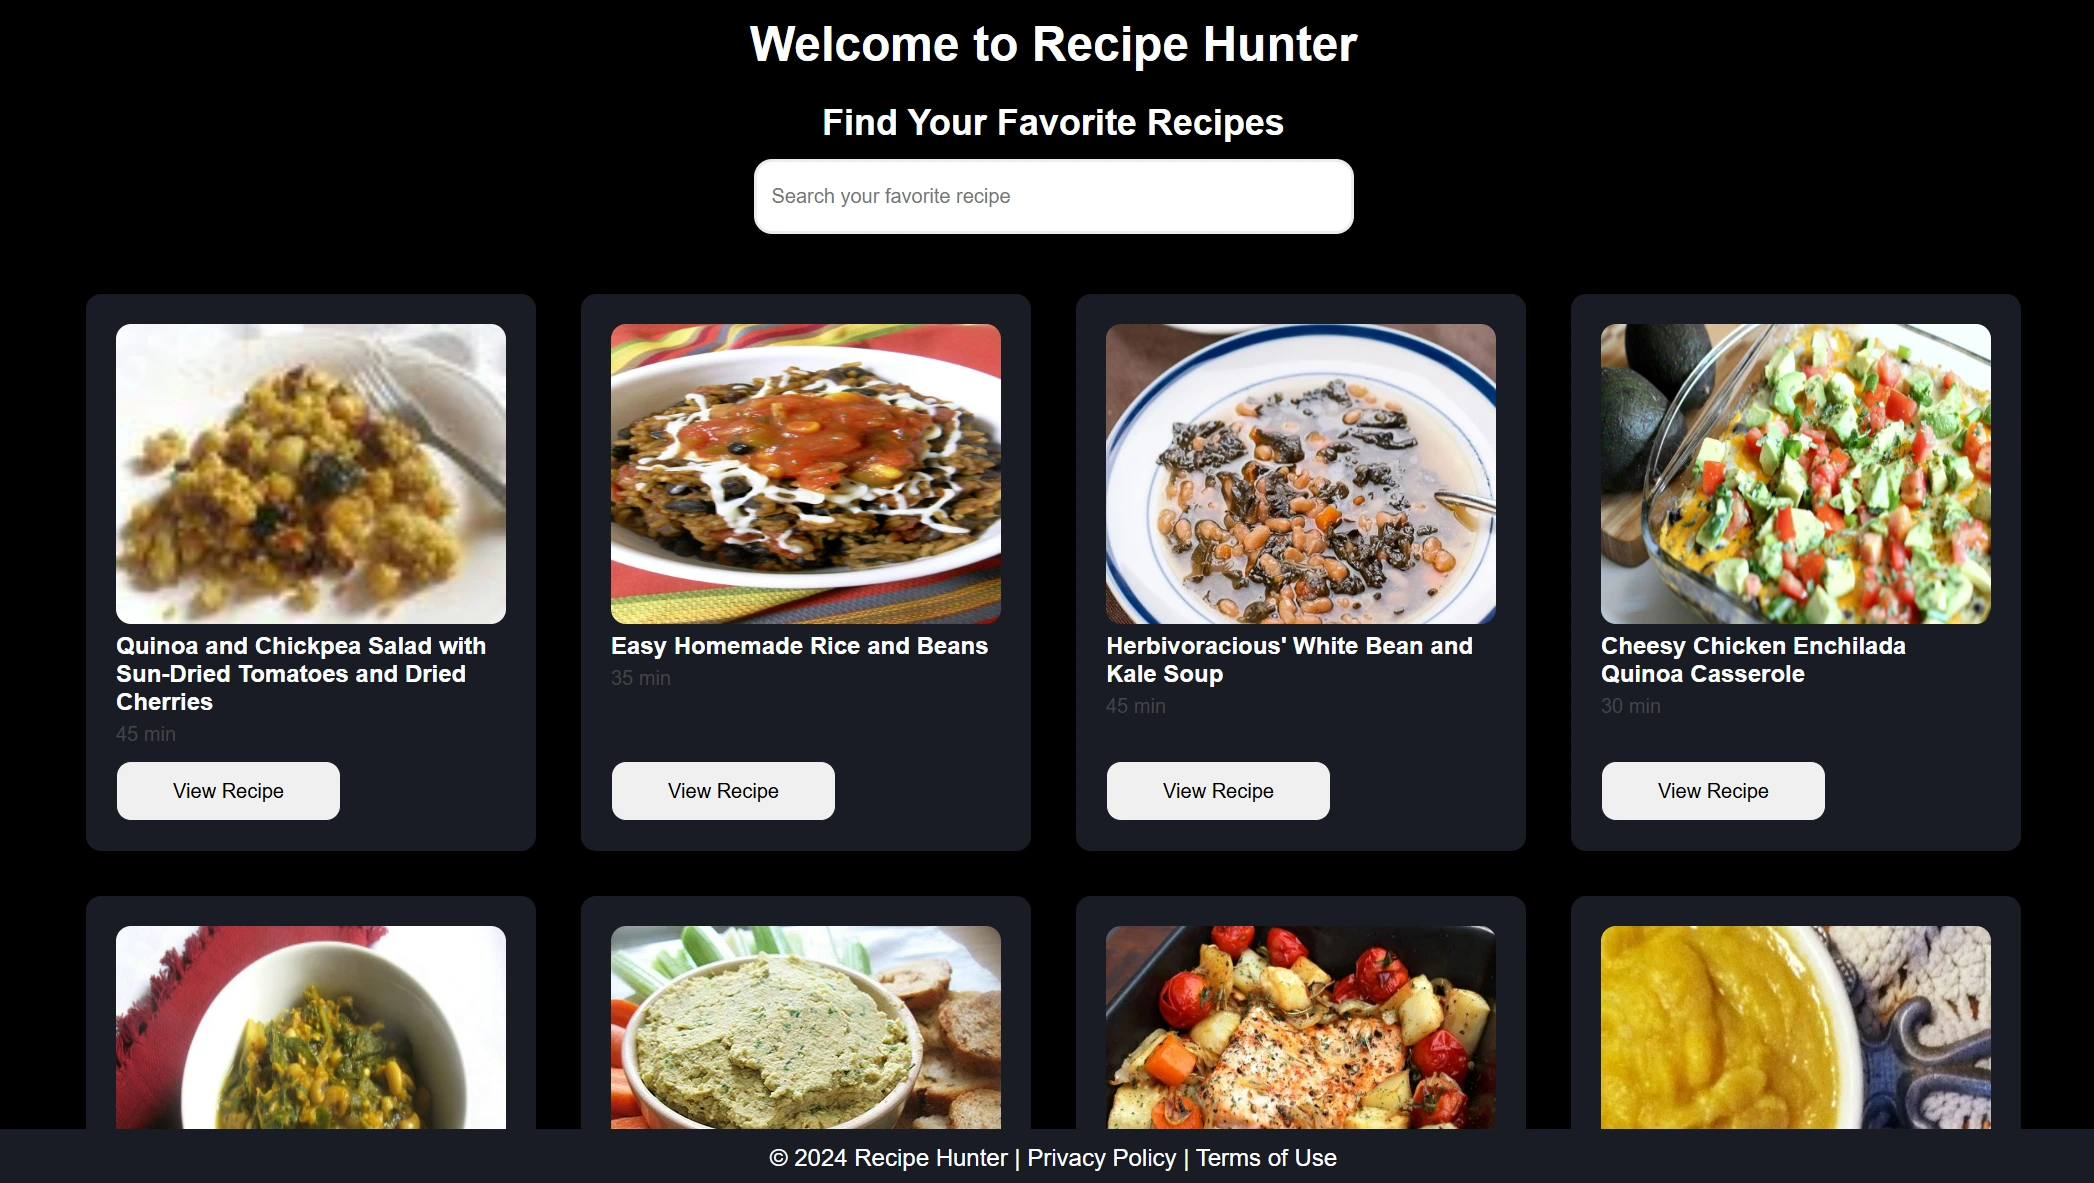 Welcome to Recipe Hunter
Find Your Favorite Recipes
Search your favorite recipe
Quinoa and Chickpea Salad with
Sun-Dried Tomatoes and Dried
Cherries
45 min
View Recipe
Easy Homemade Rice and Beans
35 min
View Recipe
Herbivoracious' White Bean and
Kale Soup
45 min
View Recipe
Cheesy Chicken Enchilada
Quinoa Casserole
30 min
View Recipe
© 2024 Recipe Hunter | Privacy Policy | Terms of Use